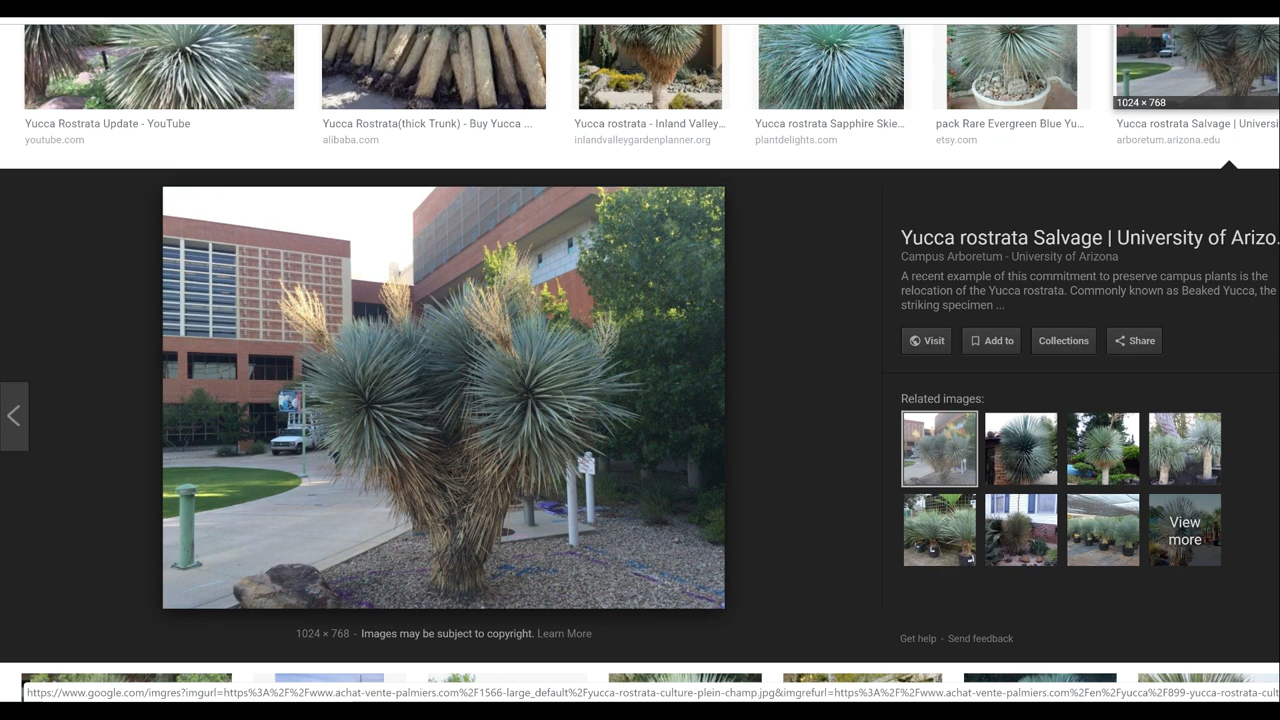 1024 × 768
Yucca Rostrata Update - YouTube
youtube.com
Yucca Rostrata(thick Trunk) - Buy Yucca ...
alibaba.com
Yucca rostrata - Inland Valley...
inlandvalleygardenplanner.org
Yucca rostrata Sapphire Skie...
plantdelights.com
pack Rare Evergreen Blue Yu...
etsy.com
Yucca rostrata Salvage | Universi
arboretum.arizona.edu
Yucca rostrata Salvage | University of Arizo.
Campus Arboretum - University of Arizona
A recent example of this commitment to preserve campus plants is the
relocation of the Yucca rostrata. Commonly known as Beaked Yucca, the
striking specimen ...
Visit
Add to
Collections
Share
Related images:
View
more
1024 × 768 - Images may be subject to copyright. Learn More
Get help - Send feedback
https://www.google.com/imgres?imgurl=https%3A%2F%2Fwww.achat-vente-palmiers.com%2F1566-large_default%2Fyucca-rostrata-culture-plein-champ.jpg&imgrefurl=https%3A%2F%2Fwww.achat-vente-palmiers.com%2Fen%2Fyucca%2F899-yucca-rostrata-cult